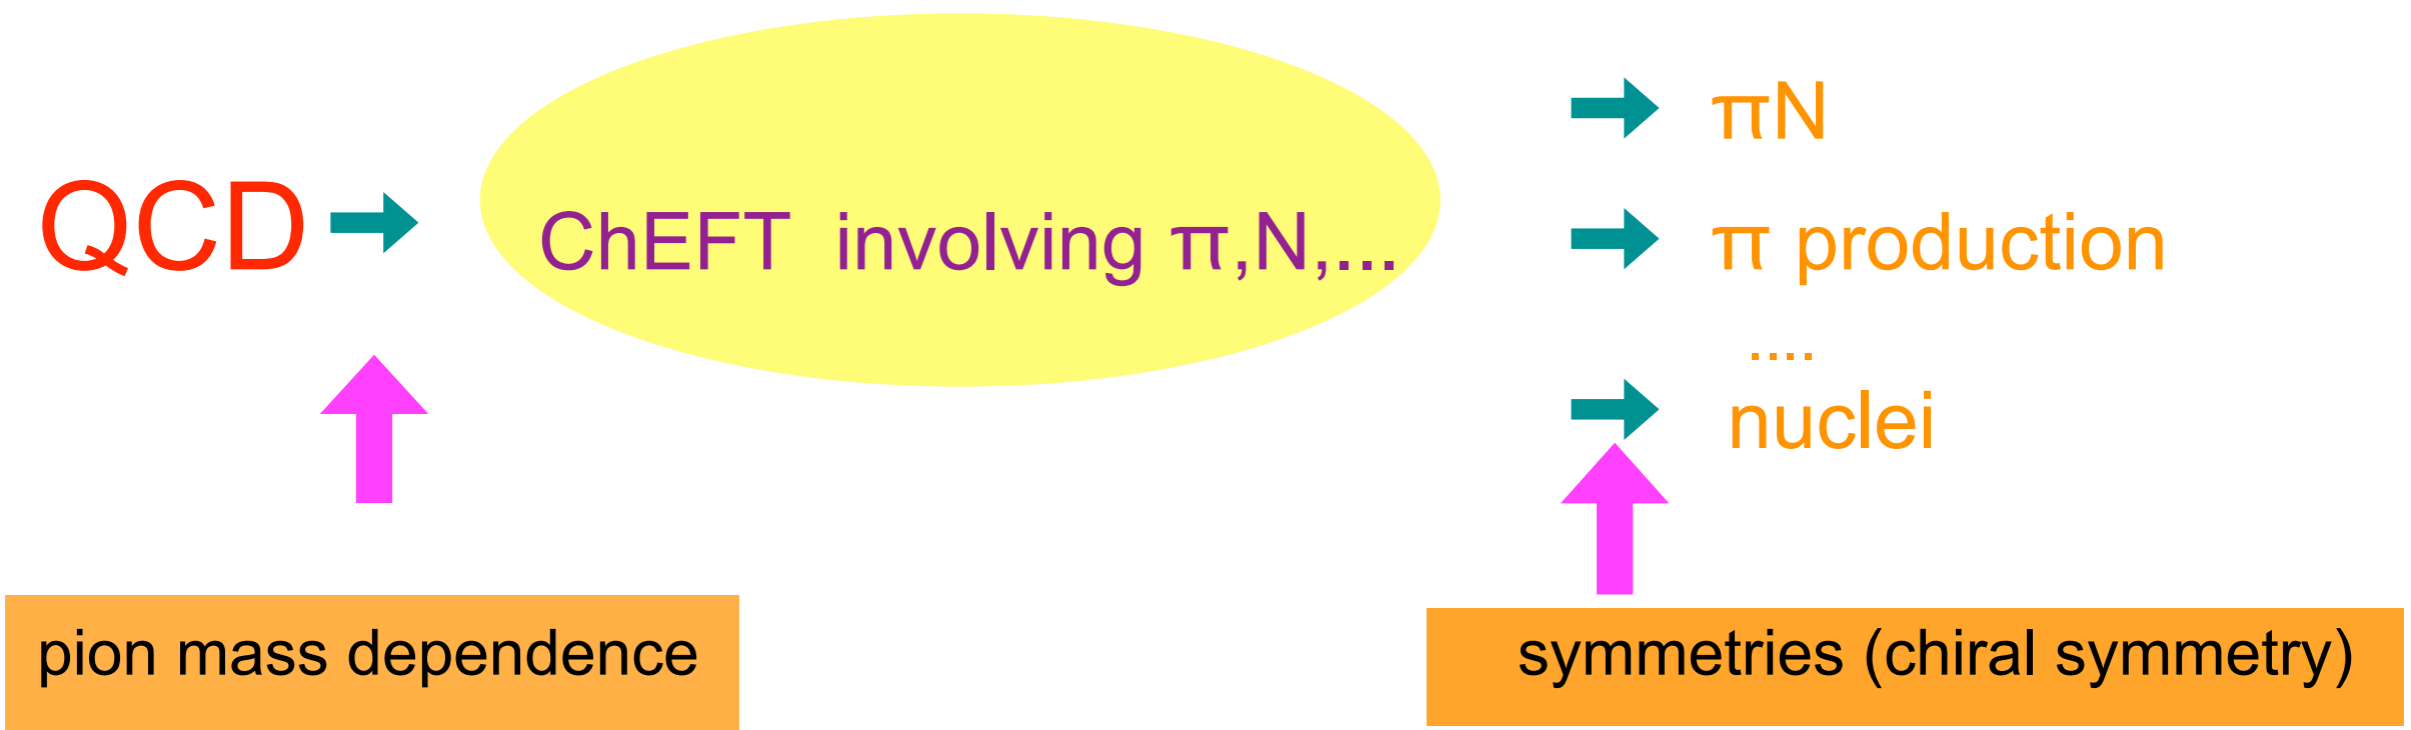 πN
QCD
ChEFT involving π,N,...
π production
....
nuclei
pion mass dependence
symmetries (chiral symmetry)